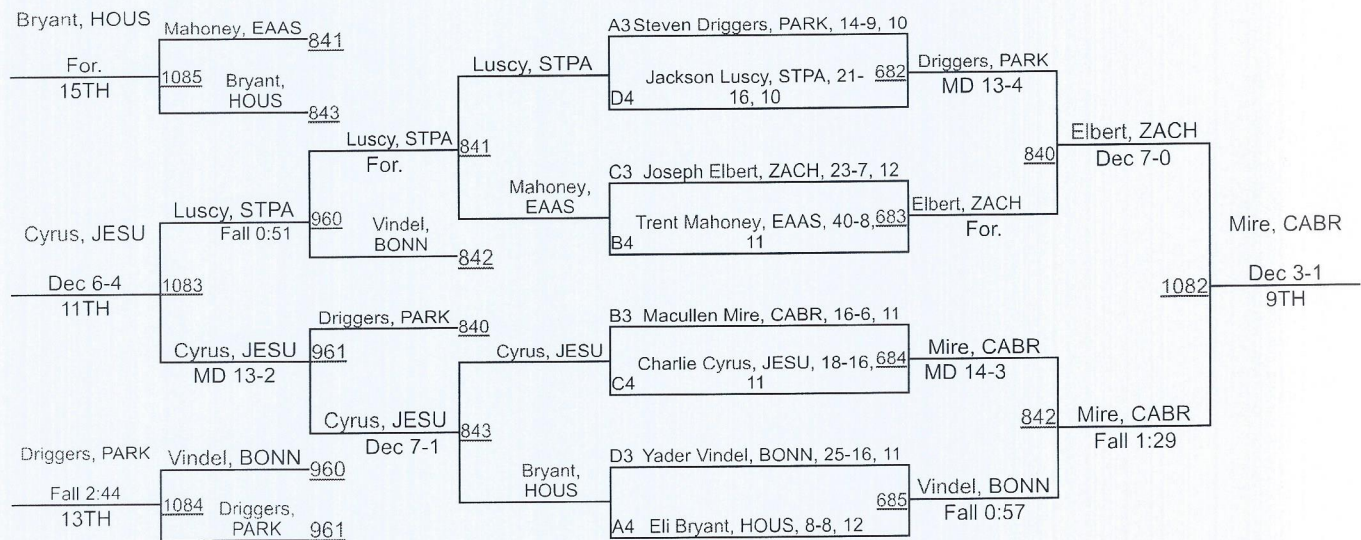 Bryant, HOUS
For.
15TH
Mahoney, EAAS
841
1085
Bryant,
HOUS
843
Cyrus, JESU
Dec 6-4
11TH
Luscy, STPA
Fall 0:51
1083
Cyrus, JESU
MD 13-2
Luscy, STPA
For.
960
Vindel,
BONN
842
Driggers, PARK
840
961
Cyrus, JESU
Dec 7-1
Driggers, PARK
Fall 2:44
13TH
Vindel, BONN
960
1084
Driggers,
PARK
961
Luscy, STPA
841
Mahoney,
EAAS
Cyrus, JESU
843
Bryant,
HOUS
A3 Steven Driggers, PARK, 14-9, 10
Jackson Luscy, STPA, 21-
16, 10
D4
682
C3 Joseph Elbert, ZACH, 23-7, 12
Trent Mahoney, EAAS, 40-8,
11
B4
683
B3 Macullen Mire, CABR, 16-6, 11
Charlie Cyrus, JESU, 18-16,
11
C4
684
D3 Yader Vindel, BONN, 25-16, 11
685
A4 Eli Bryant, HOUS, 8-8, 12
Driggers, PARK
MD 13-4
840
Elbert, ZACH
For.
Mire, CABR
MD 14-3
842
Vindel, BONN
Fall 0:57
Elbert, ZACH
Dec 7-0
1082
Mire, CABR
Fall 1:29
Mire, CABR
Dec 3-1
9TH